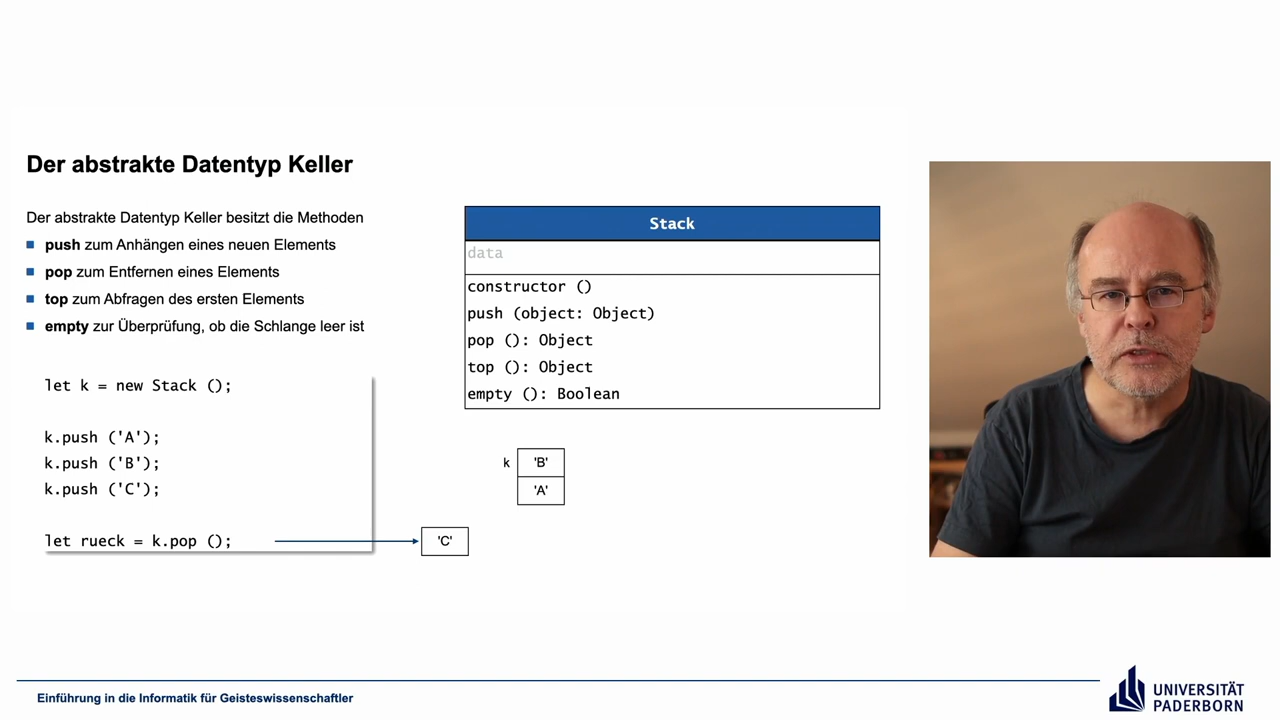 Der abstrakte Datentyp Keller
Der abstrakte Datentyp Keller besitzt die Methoden
push zum Anhängen eines neuen Elements
pop zum Entfernen eines Elements
top zum Abfragen des ersten Elements
empty zur Überprüfung, ob die Schlange leer ist
let k = new Stack ();
k.push ('A');
k.push ('B');
k.push ('C');
let rueck = k.pop ();
'C'
Stack
data
constructor ()
push (object: Object)
pop (): Object
top (): Object
empty (): Boolean
k 'B'
'A'
Einführung in die Informatik für Geisteswissenschaftler
UNIVERSITÄT
PADERBORN